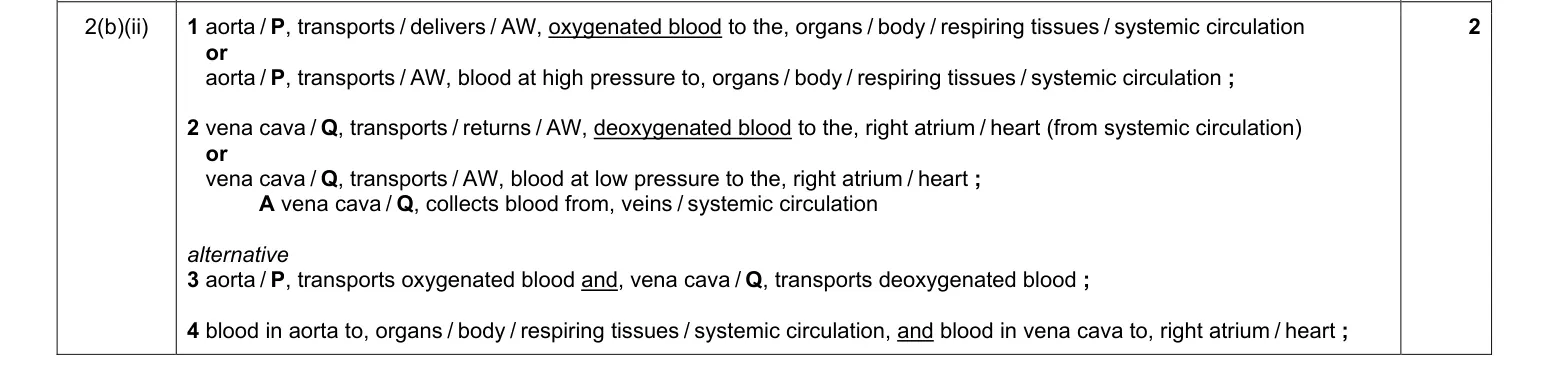 2(b)(ii) 1 aorta / P, transports / delivers / AW, oxygenated blood to the, organs / body / respiring tissues / systemic circulation 2
or
aorta / P, transports / AW, blood at high pressure to, organs / body / respiring tissues / systemic circulation ;
2 vena cava / Q, transports / returns / AW, deoxygenated blood to the, right atrium / heart (from systemic circulation)
or
vena cava / Q, transports / AW, blood at low pressure to the, right atrium / heart ;
A vena cava / Q, collects blood from, veins / systemic circulation
alternative
3 aorta / P, transports oxygenated blood and, vena cava / Q, transports deoxygenated blood ;
4 blood in aorta to, organs / body / respiring tissues / systemic circulation, and blood in vena cava to, right atrium / heart ;